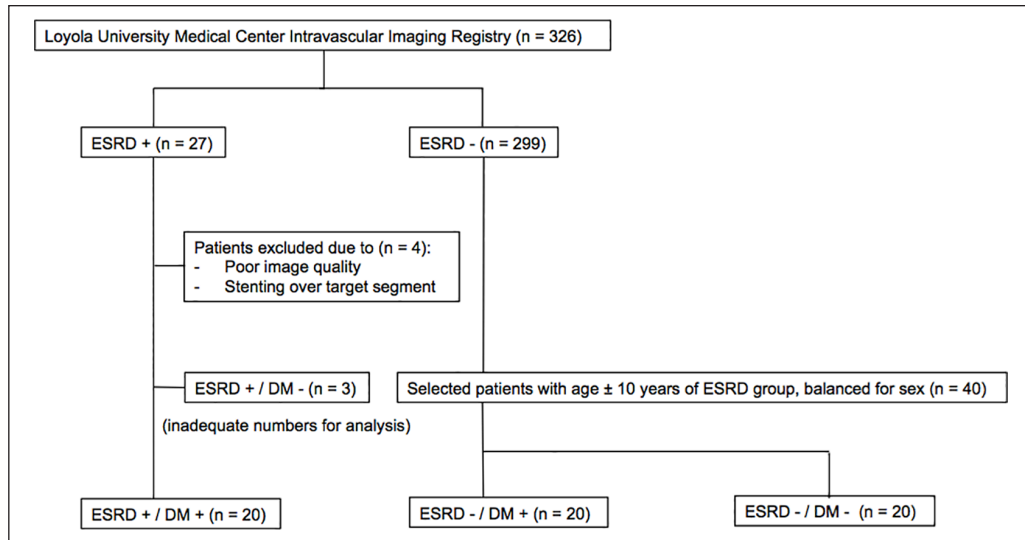 Loyola University Medical Center Intravascular Imaging Registry (n = 326)
ESRD + (n = 27)
ESRD - (n = 299)
Patients excluded due to (n = 4):
- Poor image quality
- Stenting over target segment
ESRD + / DM - (n = 3)
Selected patients with age ± 10 years of ESRD group, balanced for sex (n = 40)
(inadequate numbers for analysis)
ESRD + / DM + (n = 20)
ESRD - / DM + (n = 20)
ESRD - / DM - (n = 20)